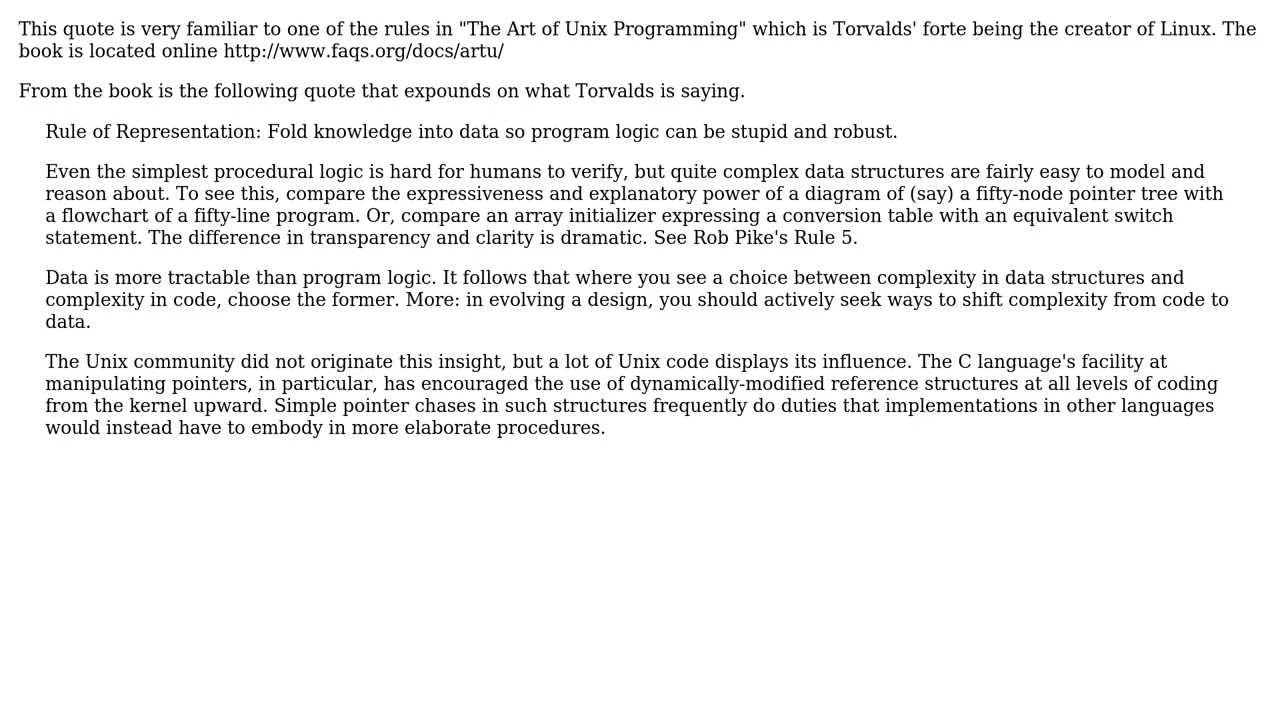 This quote is very familiar to one of the rules in "The Art of Unix Programming" which is Torvalds' forte being the creator of Linux. The
book is located online http://www.faqs.org/docs/artu/
From the book is the following quote that expounds on what Torvalds is saying.
Rule of Representation: Fold knowledge into data so program logic can be stupid and robust.
Even the simplest procedural logic is hard for humans to verify, but quite complex data structures are fairly easy to model and
reason about. To see this, compare the expressiveness and explanatory power of a diagram of (say) a fifty-node pointer tree with
a flowchart of a fifty-line program. Or, compare an array initializer expressing a conversion table with an equivalent switch
statement. The difference in transparency and clarity is dramatic. See Rob Pike's Rule 5.
Data is more tractable than program logic. It follows that where you see a choice between complexity in data structures and
complexity in code, choose the former. More: in evolving a design, you should actively seek ways to shift complexity from code to
data.
The Unix community did not originate this insight, but a lot of Unix code displays its influence. The C language's facility at
manipulating pointers, in particular, has encouraged the use of dynamically-modified reference structures at all levels of coding
from the kernel upward. Simple pointer chases in such structures frequently do duties that implementations in other languages
would instead have to embody in more elaborate procedures.